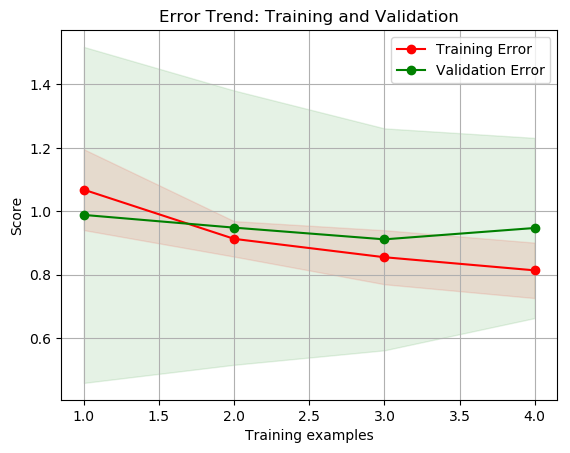 Error Trend: Training and Validation
Training Error
Validation Error
1.4
1.2
1.0
0.8
0.6
Score
1.0 1.5 2.0 2.5 3.0 3.5 4.0
Training examples